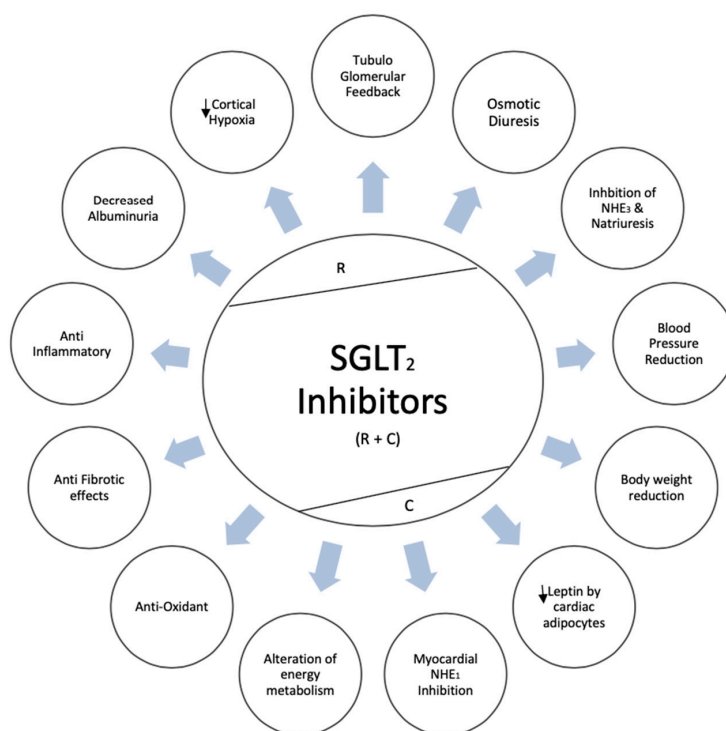 Tubulo
Glomerular
Feedback
Osmotic
Diuresis
Inhbition of
NHE₃ &
Natriuresis
Blood
Pressure
Reduction
Body weight
reduction
↓Leptin by
cardiac
adipocytes
Myocardial
NHE₁
Inhibition
Alteration of
energy
metabolism
Anti-Oxidant
Anti Fibrotic
effects
Anti
Inflammatory
Decreased
Albuminuria
↓Cortical
Hypoxia
R
SGLT₂
Inhibitors
(R + C)
C